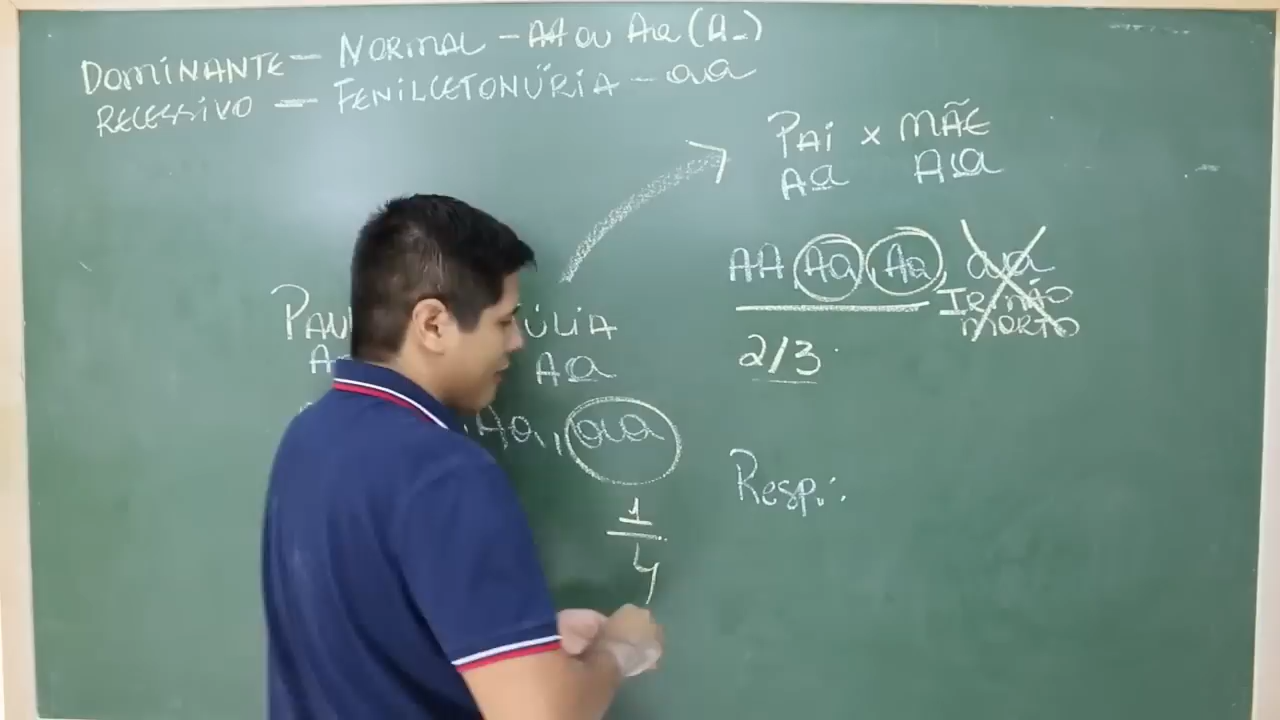 DOMINANTE – NORMAL – AA ou Aa (A_)
RECESSIVO – FENILCETONÚRIA – aa
PAI x MÃE
Aa Aa
AA Aa, Aa, aa
IRMÃO
MORTO
2/3
PAU ÚLIA
A Aa
, Aa, aa
1
4
Resp.: